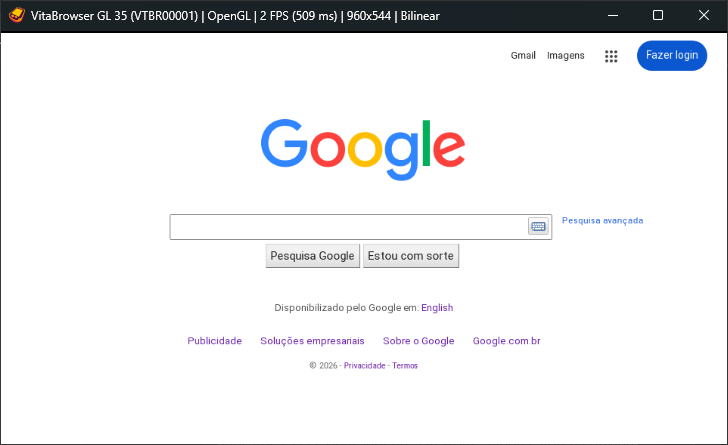 VitaBrowser GL 35 (VTBR00001) | OpenGL | 2 FPS (509 ms) | 960x544 | Bilinear
Gmail Imagens Fazer login
Google
Pesquisa avançada
Pesquisa Google Estou com sorte
Disponibilizado pelo Google em: English
Publicidade Soluções empresariais Sobre o Google Google.com.br
© 2026 - Privacidade - Termos